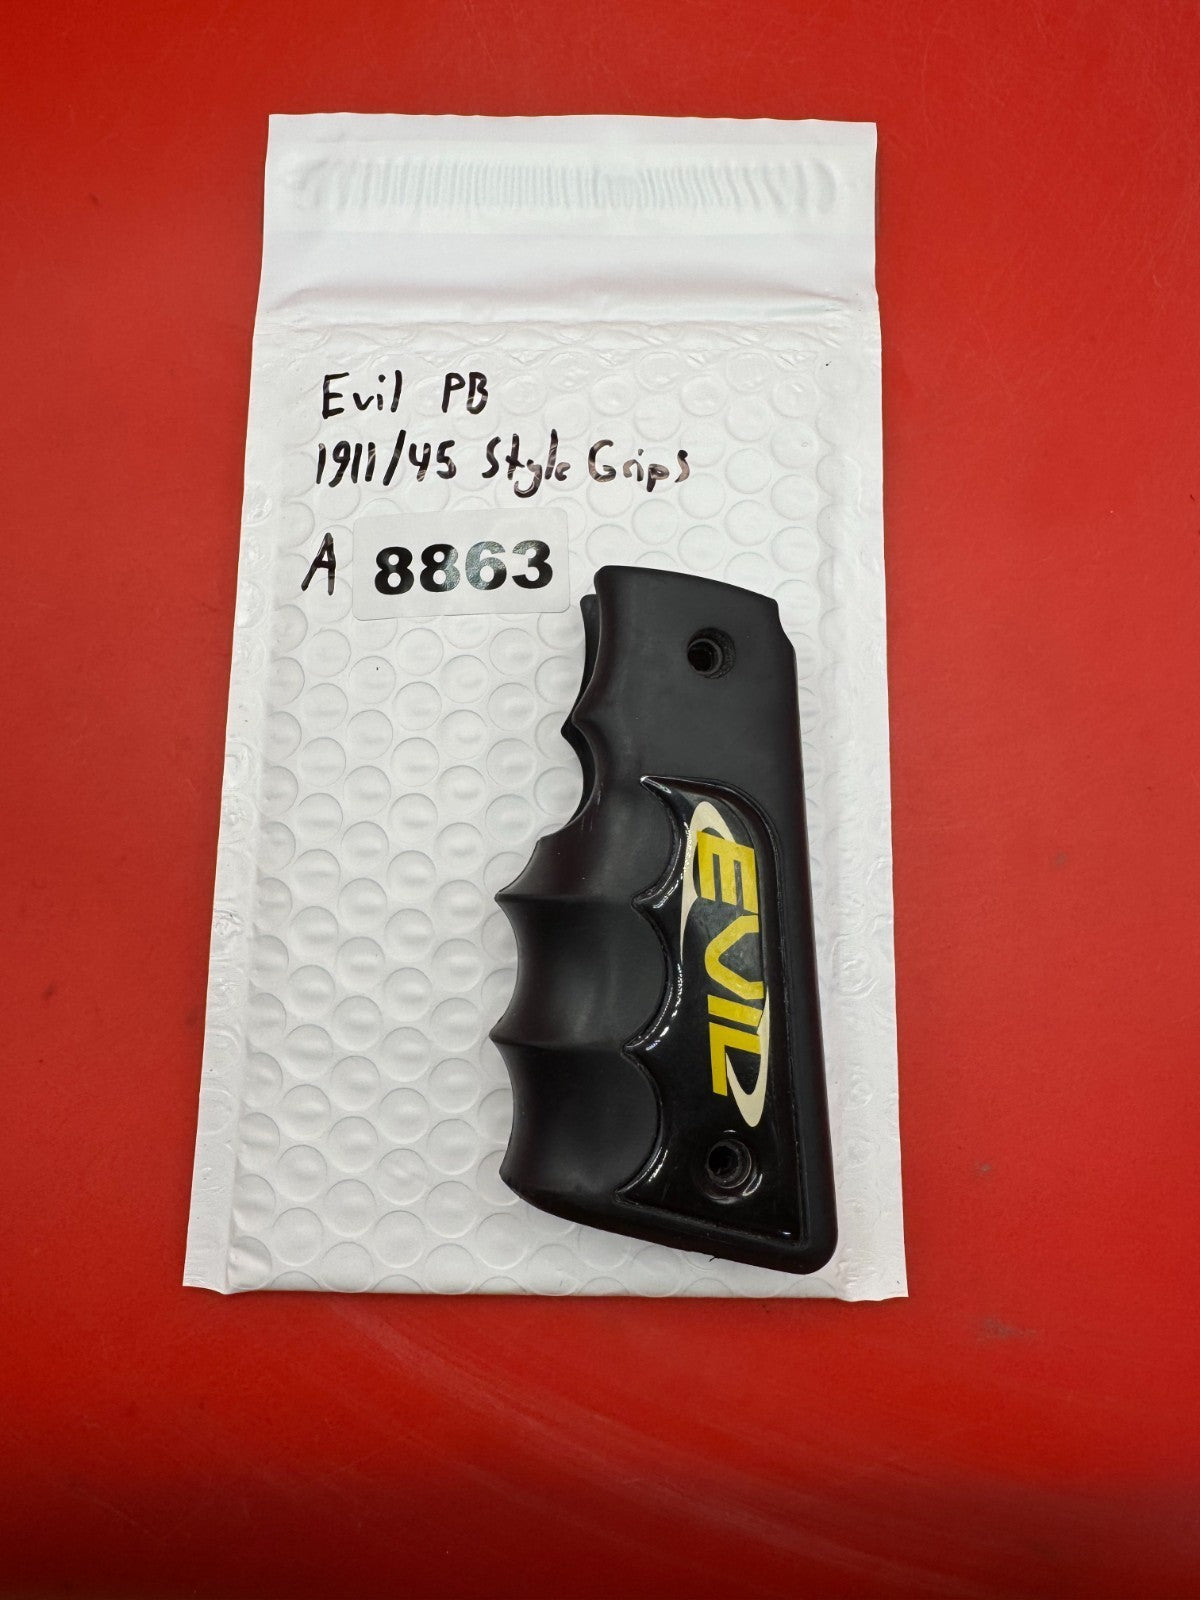 Evil PB
1911/45 Style Grips
A 8863
EVIL